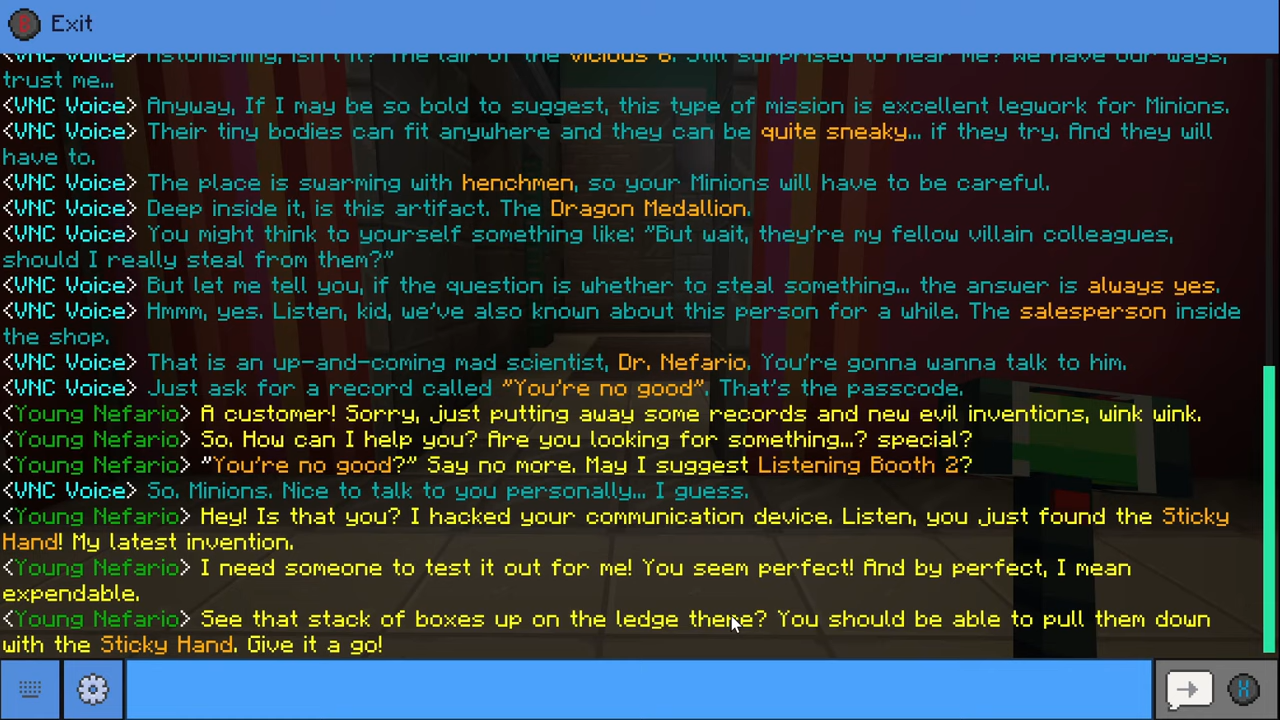 Exit
<VNC Voice> Astonishing, isn't it? The lair of the Vicious 6. Still surprised to hear me? We have our ways,
trust me...
<VNC Voice> Anyway, If I may be so bold to suggest, this type of mission is excellent legwork for Minions.
<VNC Voice> Their tiny bodies can fit anywhere and they can be quite sneaky... if they try. And they will
have to.
<VNC Voice> The place is swarming with henchmen, so your Minions will have to be careful.
<VNC Voice> Deep inside it, is this artifact. The Dragon Medallion.
<VNC Voice> You might think to yourself something like: "But wait, they're my fellow villain colleagues,
should I really steal from them?"
<VNC Voice> But let me tell you, if the question is whether to steal something... the answer is always yes.
<VNC Voice> Hmmm, yes. Listen, kid, we've also known about this person for a while. The salesperson inside
the shop.
<VNC Voice> That is an up-and-coming mad scientist, Dr. Nefario. You're gonna wanna talk to him.
<VNC Voice> Just ask for a record called "You're no good". That's the passcode.
<Young Nefario> A customer! Sorry, just putting away some records and new evil inventions, wink wink.
<Young Nefario> So. How can I help you? Are you looking for something...? special?
<Young Nefario> "You're no good?" Say no more. May I suggest Listening Booth 2?
<VNC Voice> So. Minions. Nice to talk to you personally... I guess.
<Young Nefario> Hey! Is that you? I hacked your communication device. Listen, you just found the Sticky
Hand! My latest invention.
<Young Nefario> I need someone to test it out for me! You seem perfect! And by perfect, I mean
expendable.
<Young Nefario> See that stack of boxes up on the ledge there? You should be able to pull them down
with the Sticky Hand. Give it a go!